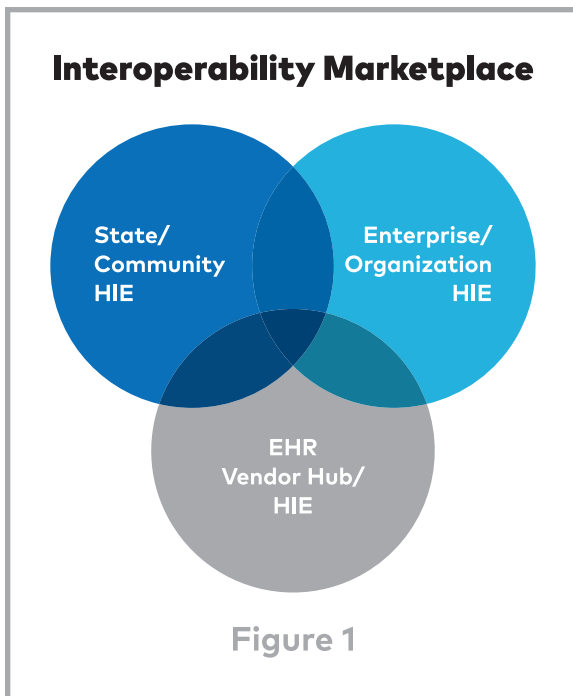 Interoperability Marketplace
State/
Community
HIE
Enterprise/
Organization
HIE
EHR
Vendor Hub/
HIE
Figure 1